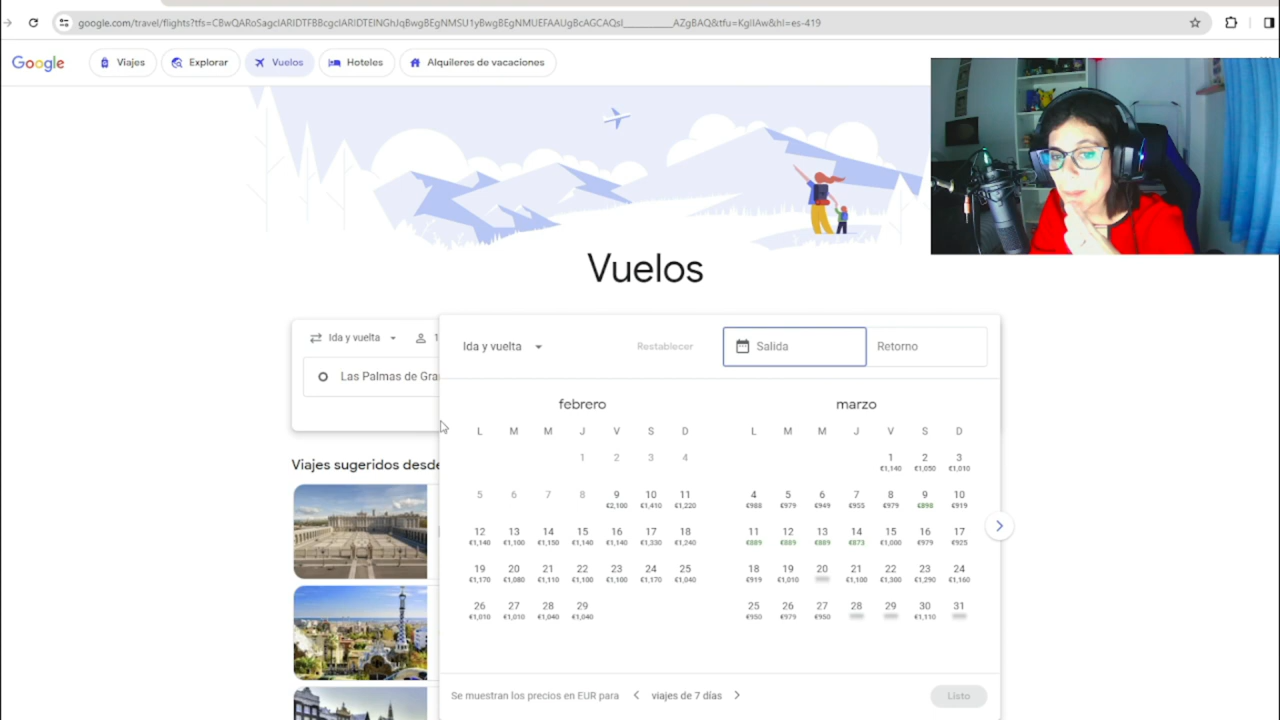 google.com/travel/flights?tfs=CBwQARoSagcIARIDTFBBcgcIARIDTEINGhJqBwgBEgNMSU1yBwgBEgNMUEFAAUgBcAGCAQsI___________AZgBAQ&tfu=KgIIAw&hl=es-419
Google
Viajes
Explorar
Vuelos
Hoteles
Alquileres de vacaciones
Vuelos
Ida y vuelta
1
Las Palmas de Gra
Viajes sugeridos desde
Ida y vuelta
Restablecer
Salida
Retorno
febrero
L M M J V S D
1 2 3 4
5 6 7 8 9 10 11
€2,100 €1,410 €1,220
12 13 14 15 16 17 18
€1,140 €1,100 €1,150 €1,140 €1,140 €1,330 €1,240
19 20 21 22 23 24 25
€1,170 €1,080 €1,110 €1,100 €1,100 €1,170 €1,040
26 27 28 29
€1,010 €1,010 €1,040 €1,040
marzo
L M M J V S D
1 2 3
€1,140 €1,050 €1,010
4 5 6 7 8 9 10
€988 €979 €949 €955 €979 €898 €919
11 12 13 14 15 16 17
€889 €889 €889 €873 €1,000 €979 €925
18 19 20 21 22 23 24
€919 €1,010 €1,100 €1,300 €1,290 €1,160
25 26 27 28 29 30 31
€950 €979 €950 €1,110
Se muestran los precios en EUR para
viajes de 7 días
Listo